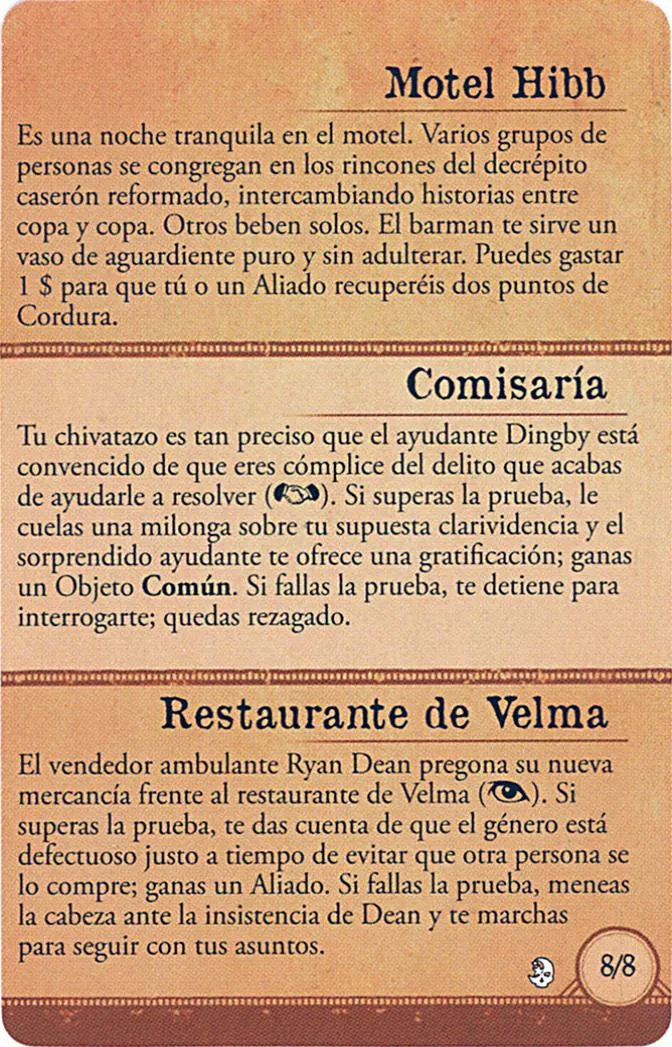 Motel Hibb
Es una noche tranquila en el motel. Varios grupos de
personas se congregan en los rincones del decrépito
caserón reformado, intercambiando historias entre
copa y copa. Otros beben solos. El barman te sirve un
vaso de aguardiente puro y sin adulterar. Puedes gastar
1 $ para que tú o un Aliado recuperéis dos puntos de
Cordura.
Comisaría
Tu chivatazo es tan preciso que el ayudante Dingby está
convencido de que eres cómplice del delito que acabas
de ayudarle a resolver (). Si superas la prueba, le
cuelas una milonga sobre tu supuesta clarividencia y el
sorprendido ayudante te ofrece una gratificación; ganas
un Objeto Común. Si fallas la prueba, te detiene para
interrogarte; quedas rezagado.
Restaurante de Velma
El vendedor ambulante Ryan Dean pregona su nueva
mercancía frente al restaurante de Velma (). Si
superas la prueba, te das cuenta de que el género está
defectuoso justo a tiempo de evitar que otra persona se
lo compre; ganas un Aliado. Si fallas la prueba, meneas
la cabeza ante la insistencia de Dean y te marchas
para seguir con tus asuntos.
8/8